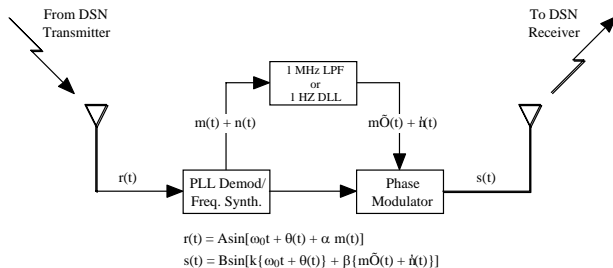 From DSN
Transmitter
To DSN
Receiver
1 MHz LPF
or
1 HZ DLL
m(t) + n(t)
mÕ(t) + ἠ(t)
r(t)
PLL Demod/
Freq. Synth.
Phase
Modulator
s(t)
r(t) = Asin[ω₀t + θ(t) + α m(t)]
s(t) = Bsin[k{ω₀t + θ(t)} + β{mÕ(t) + ἠ(t)}]